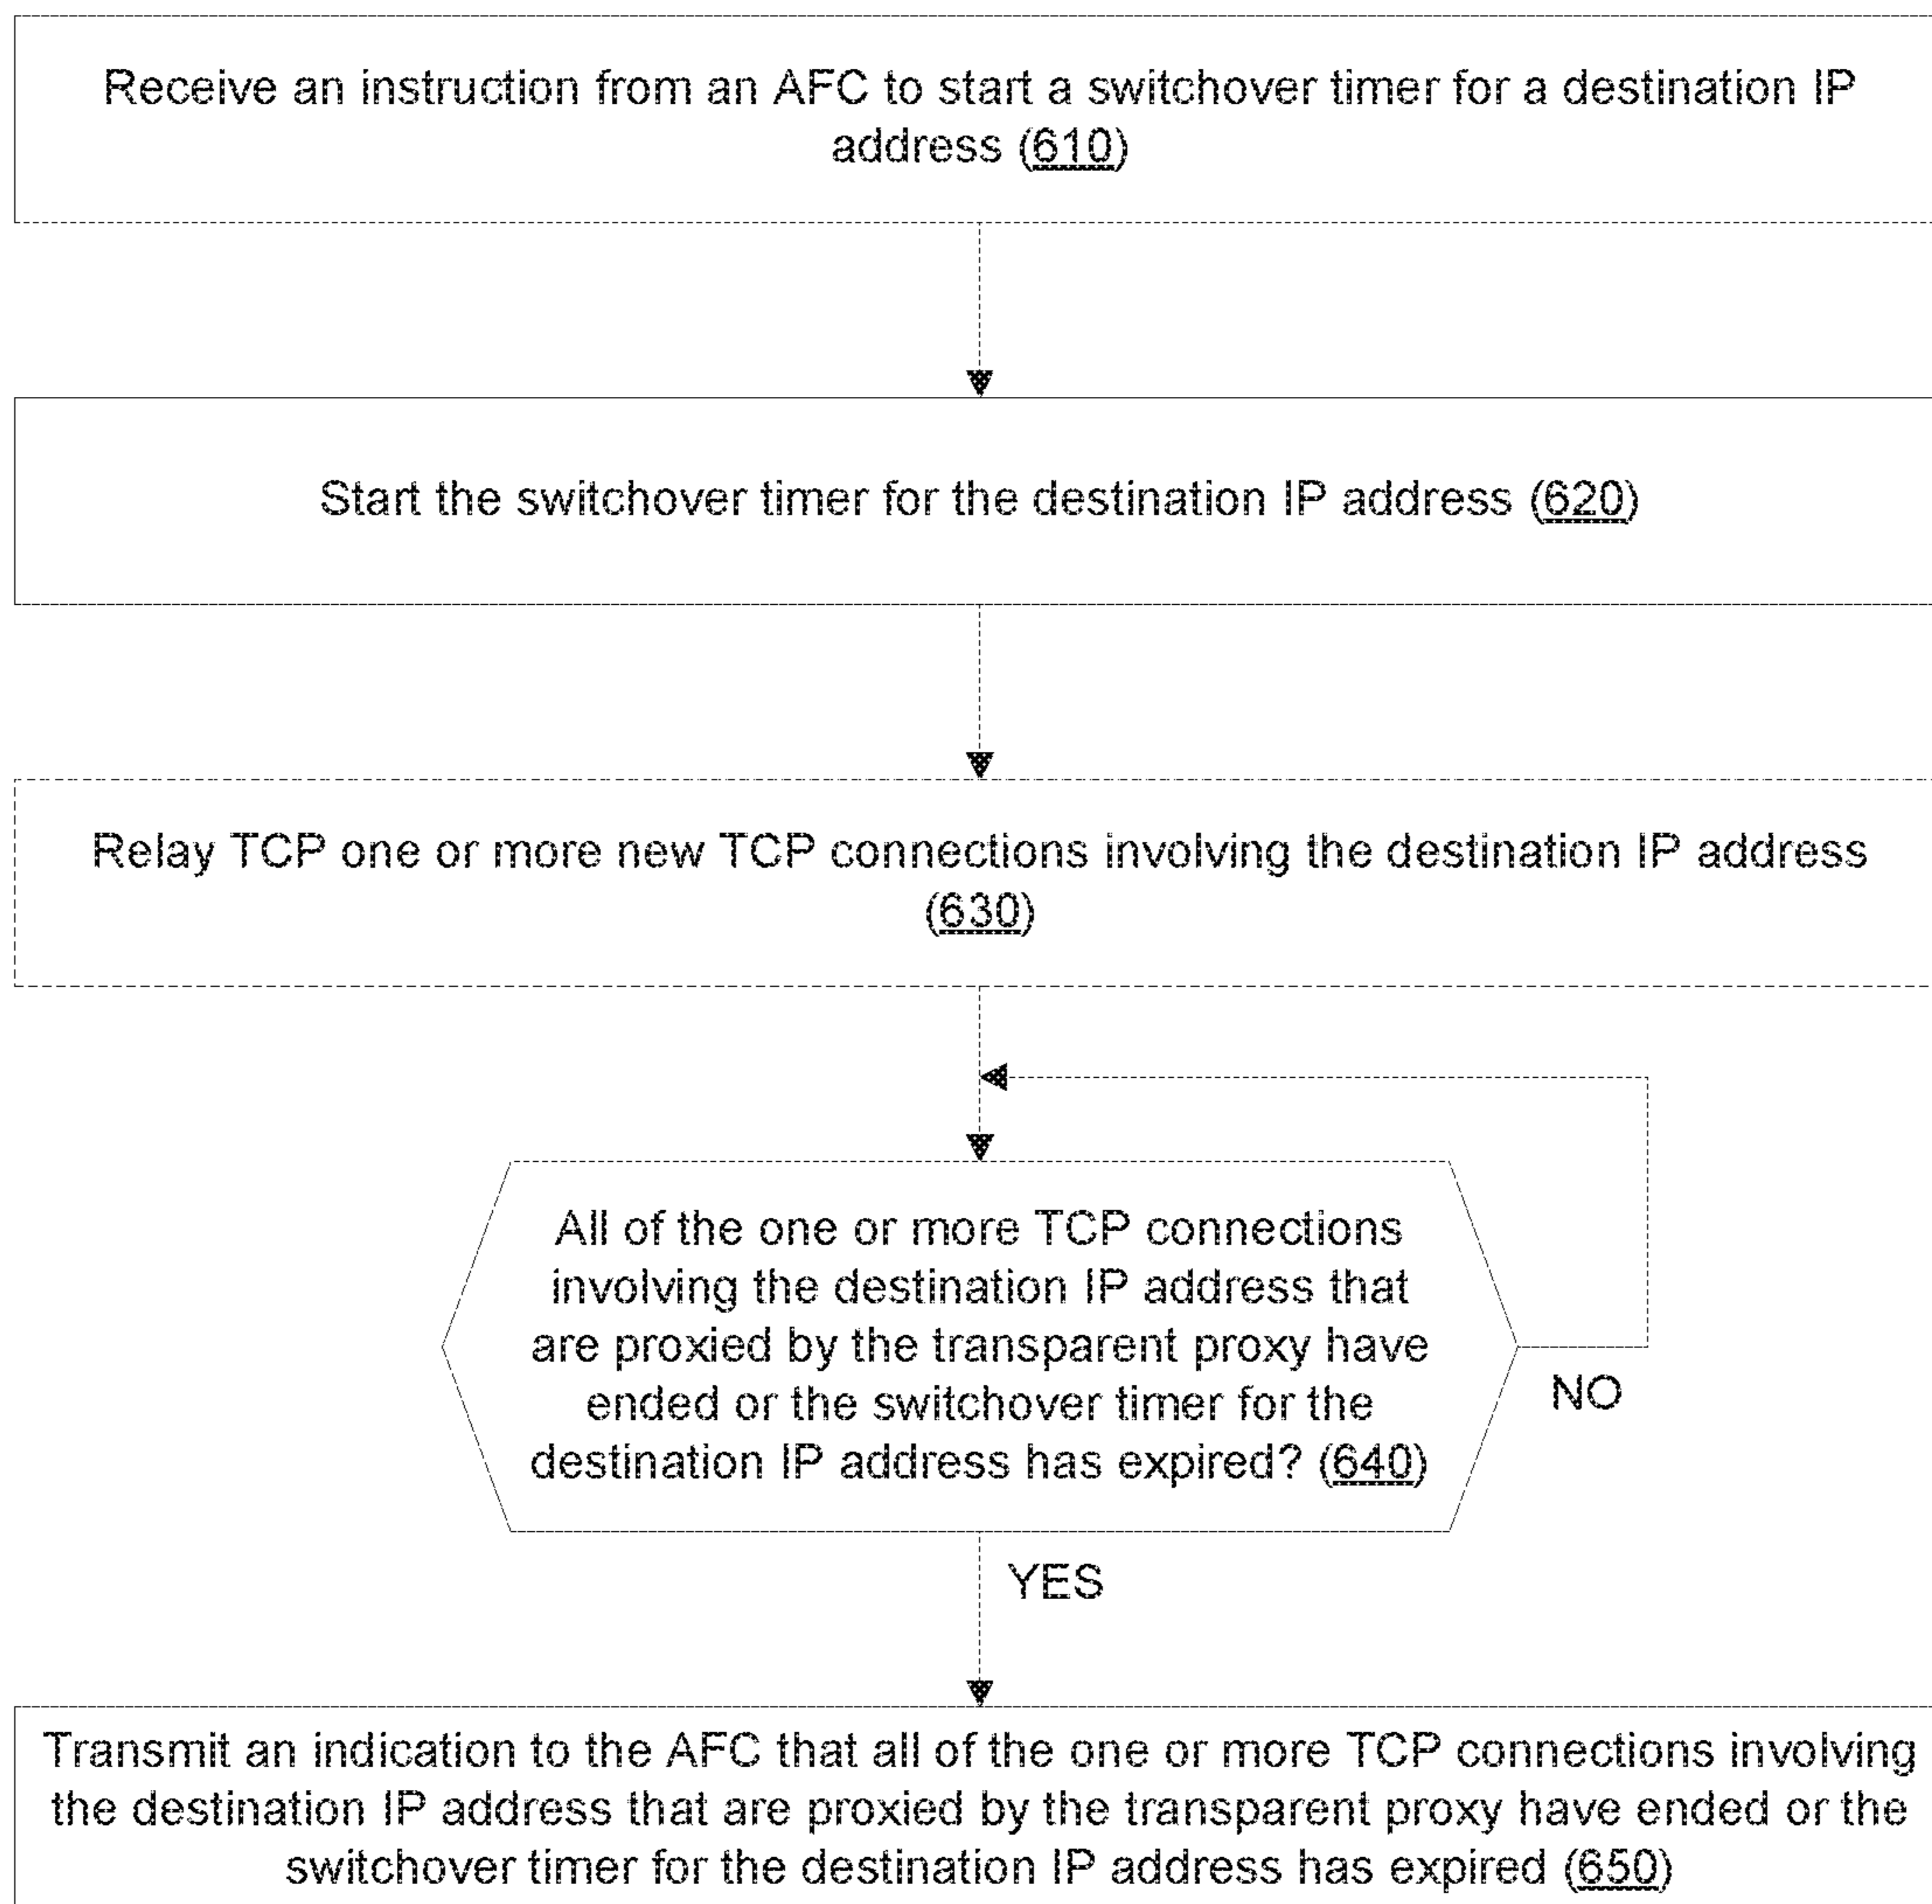 Receive an instruction from an AFC to start a switchover timer for a destination IP
address (610)
Start the switchover timer for the destination IP address (620)
Relay TCP one or more new TCP connections involving the destination IP address
(630)
All of the one or more TCP connections
involving the destination IP address that
are proxied by the transparent proxy have
ended or the switchover timer for the
destination IP address has expired? (640)
NO
YES
Transmit an indication to the AFC that all of the one or more TCP connections involving
the destination IP address that are proxied by the transparent proxy have ended or the
switchover timer for the destination IP address has expired (650)